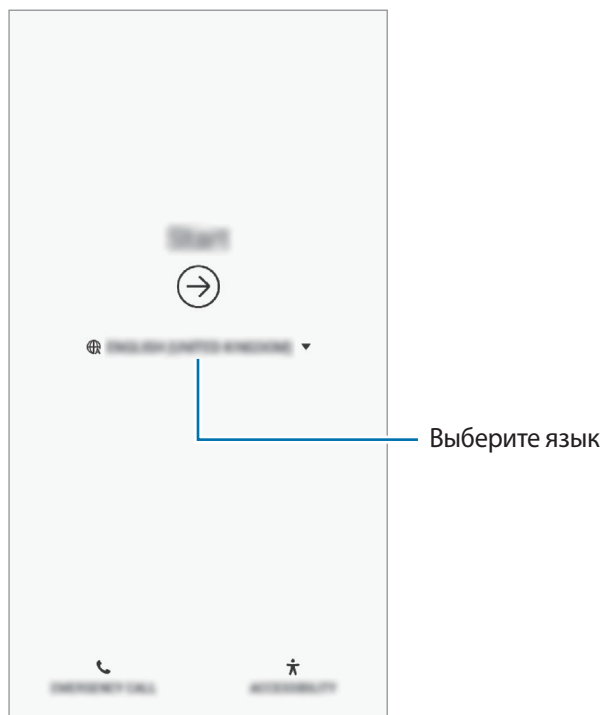 Start
ENGLISH (UNITED KINGDOM)
Выберите язык
EMERGENCY CALL
ACCESSIBILITY